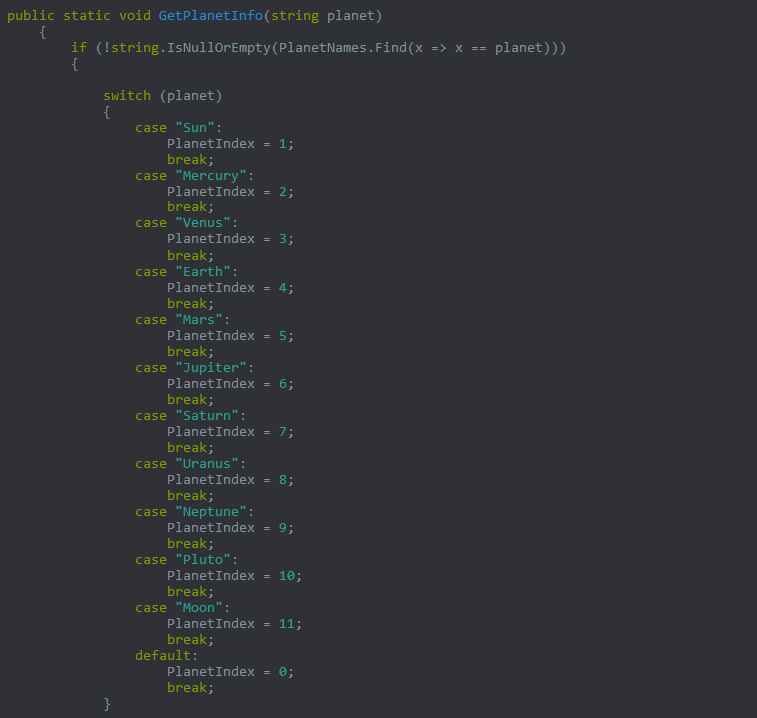 public static void GetPlanetInfo(string planet)
{
if (!string.IsNullOrEmpty(PlanetNames.Find(x => x == planet)))
{
switch (planet)
{
case "Sun":
PlanetIndex = 1;
break;
case "Mercury":
PlanetIndex = 2;
break;
case "Venus":
PlanetIndex = 3;
break;
case "Earth":
PlanetIndex = 4;
break;
case "Mars":
PlanetIndex = 5;
break;
case "Jupiter":
PlanetIndex = 6;
break;
case "Saturn":
PlanetIndex = 7;
break;
case "Uranus":
PlanetIndex = 8;
break;
case "Neptune":
PlanetIndex = 9;
break;
case "Pluto":
PlanetIndex = 10;
break;
case "Moon":
PlanetIndex = 11;
break;
default:
PlanetIndex = 0;
break;
}